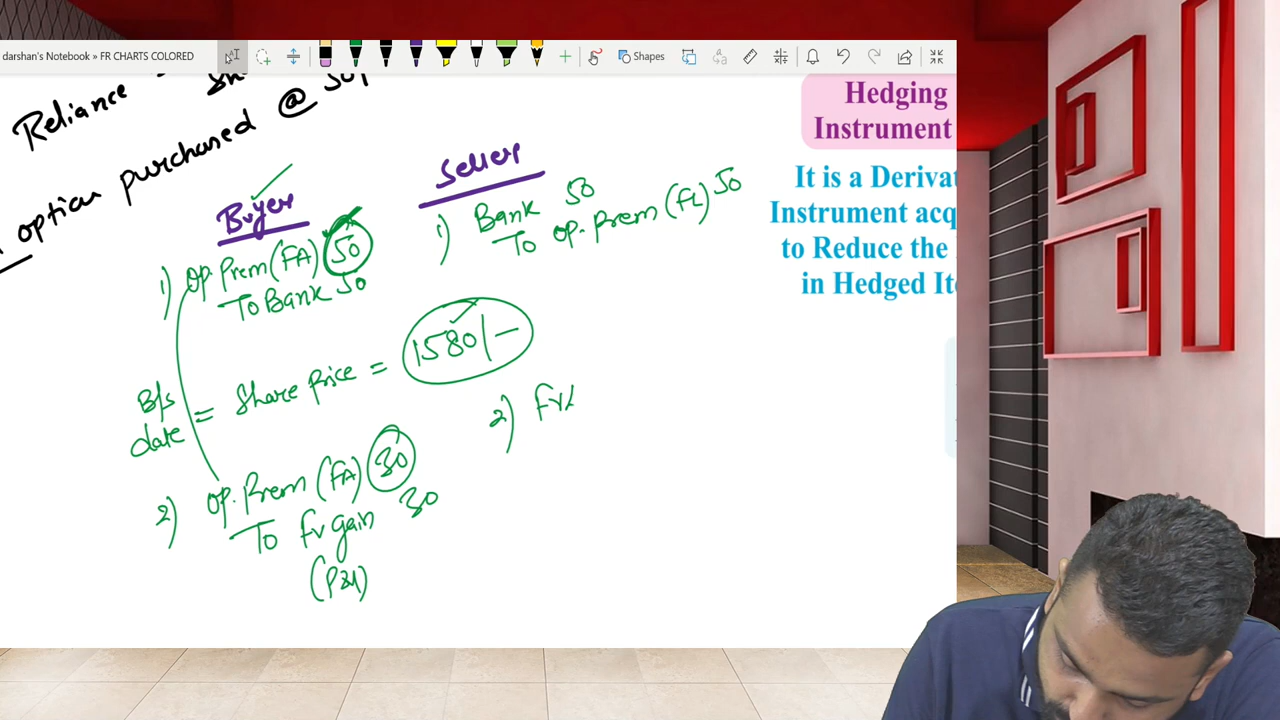 darshan's Notebook » FR CHARTS COLORED
Shapes
Reliance
option purchased @ 50/
Buyer
1) Op. Prem (FA) 50
To Bank 50
B/s date = Share Price = 1580/-
2) Op. Prem (FA) 30
To Fv gain 30
(P&L)
Seller
1) Bank 50
To Op. Prem (FL) 50
2) Fv
Hedging
Instrument
It is a Deriva
Instrument acq
to Reduce the
in Hedged Ite